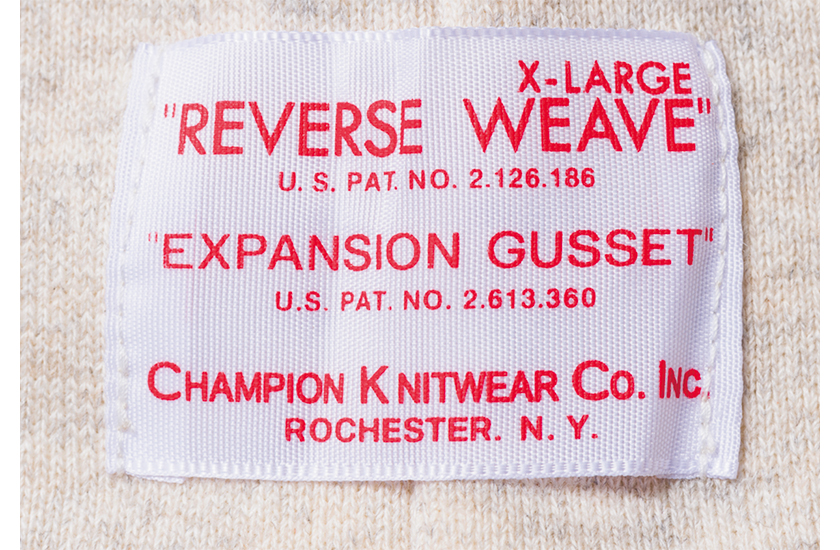 X-LARGE
"REVERSE WEAVE"
U. S. PAT. NO. 2.126.186
"EXPANSION GUSSET"
U.S. PAT. NO. 2.613.360
CHAMPION KNITWEAR CO. INC.
ROCHESTER. N. Y.